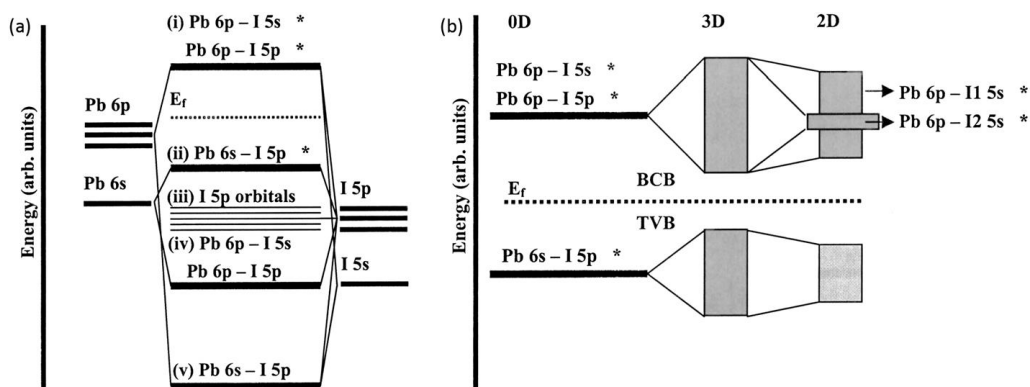 (a)
Energy (arb. units)
(i) Pb 6p – I 5s *
Pb 6p – I 5p *
Pb 6p
E_f
(ii) Pb 6s – I 5p *
Pb 6s
(iii) I 5p orbitals
I 5p
(iv) Pb 6p – I 5s
Pb 6p – I 5p
I 5s
(v) Pb 6s – I 5p
(b)
Energy (arb. units)
0D 3D 2D
Pb 6p – I 5s *
Pb 6p – I 5p *
Pb 6p – I1 5s *
Pb 6p – I2 5s *
BCB
E_f
TVB
Pb 6s – I 5p *